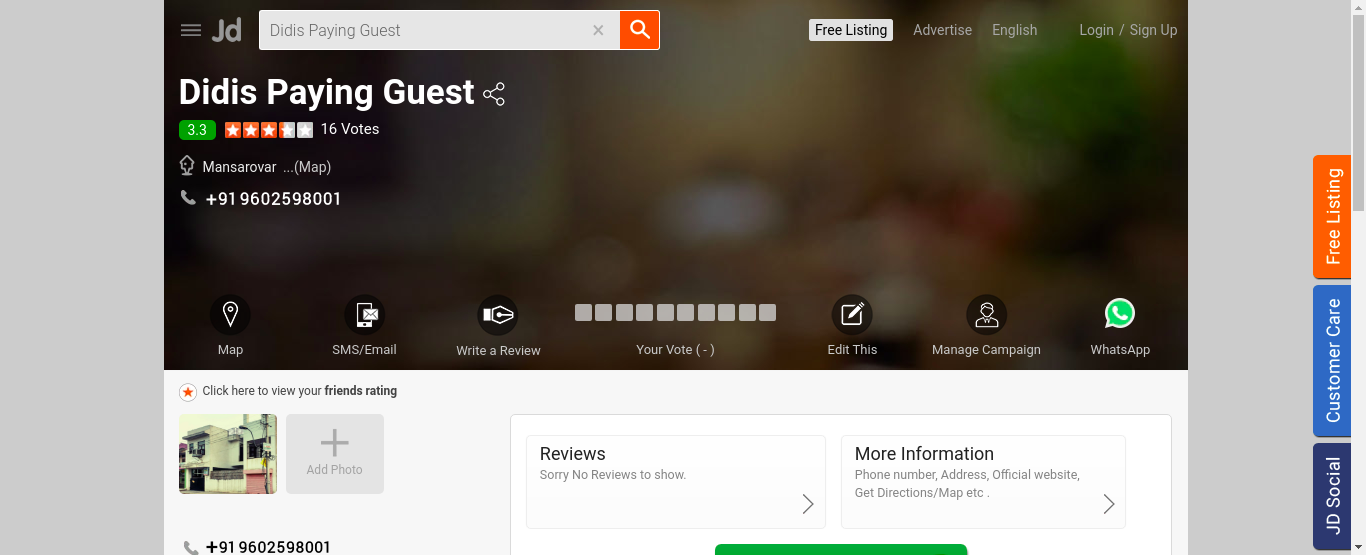 Jd
Didis Paying Guest
Free Listing
Advertise
English
Login / Sign Up
Didis Paying Guest
3.3
16 Votes
Mansarovar ...(Map)
+91 9602598001
Map
SMS/Email
Write a Review
Your Vote ( - )
Edit This
Manage Campaign
WhatsApp
Free Listing
Customer Care
JD Social
Click here to view your friends rating
Add Photo
Reviews
Sorry No Reviews to show.
More Information
Phone number, Address, Official website,
Get Directions/Map etc .
+91 9602598001